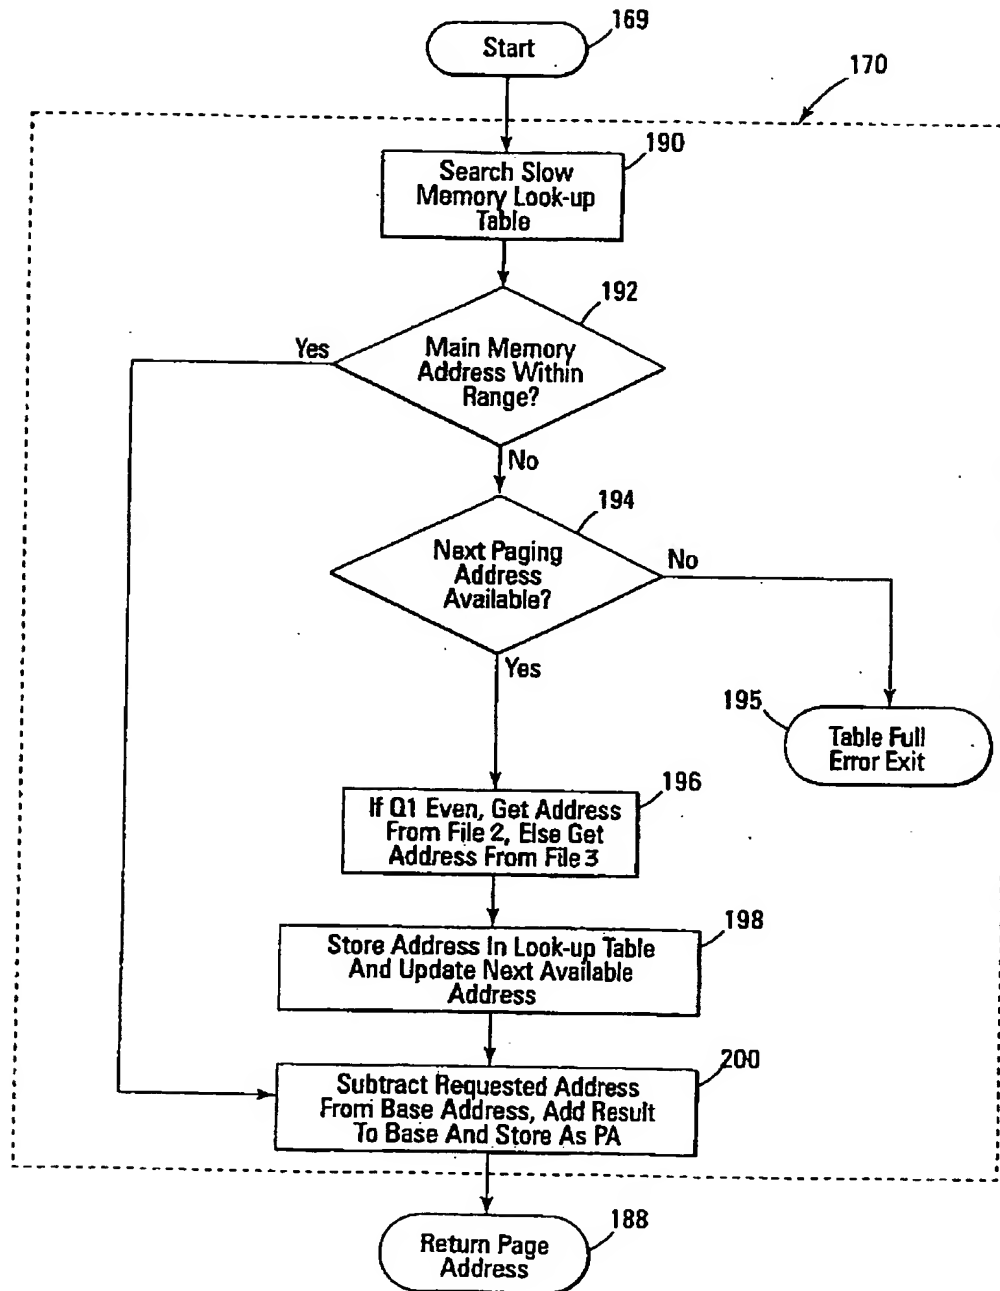 169
Start
170
190
Search Slow
Memory Look-up
Table
192
Yes
Main Memory
Address Within
Range?
No
194
Next Paging
Address
Available?
No
Yes
195
Table Full
Error Exit
196
If Q1 Even, Get Address
From File 2, Else Get
Address From File 3
198
Store Address In Look-up Table
And Update Next Available
Address
200
Subtract Requested Address
From Base Address, Add Result
To Base And Store As PA
188
Return Page
Address